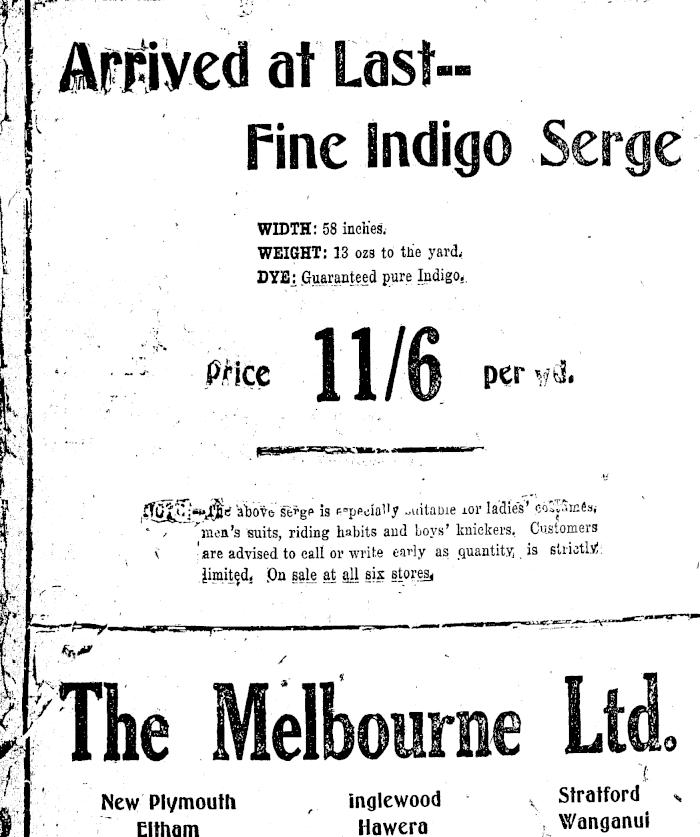 Arrived at Last--
Fine Indigo Serge
WIDTH: 58 inches.
WEIGHT: 13 ozs to the yard.
DYE: Guaranteed pure Indigo.
Price 11/6 per yd.
NOTE:—The above serge is especially suitable for ladies' costumes,
men's suits, riding habits and boys' knickers. Customers
are advised to call or write early as quantity, is strictly
limited. On sale at all six stores.
The Melbourne Ltd.
New Plymouth Inglewood Stratford
Eltham Hawera Wanganui